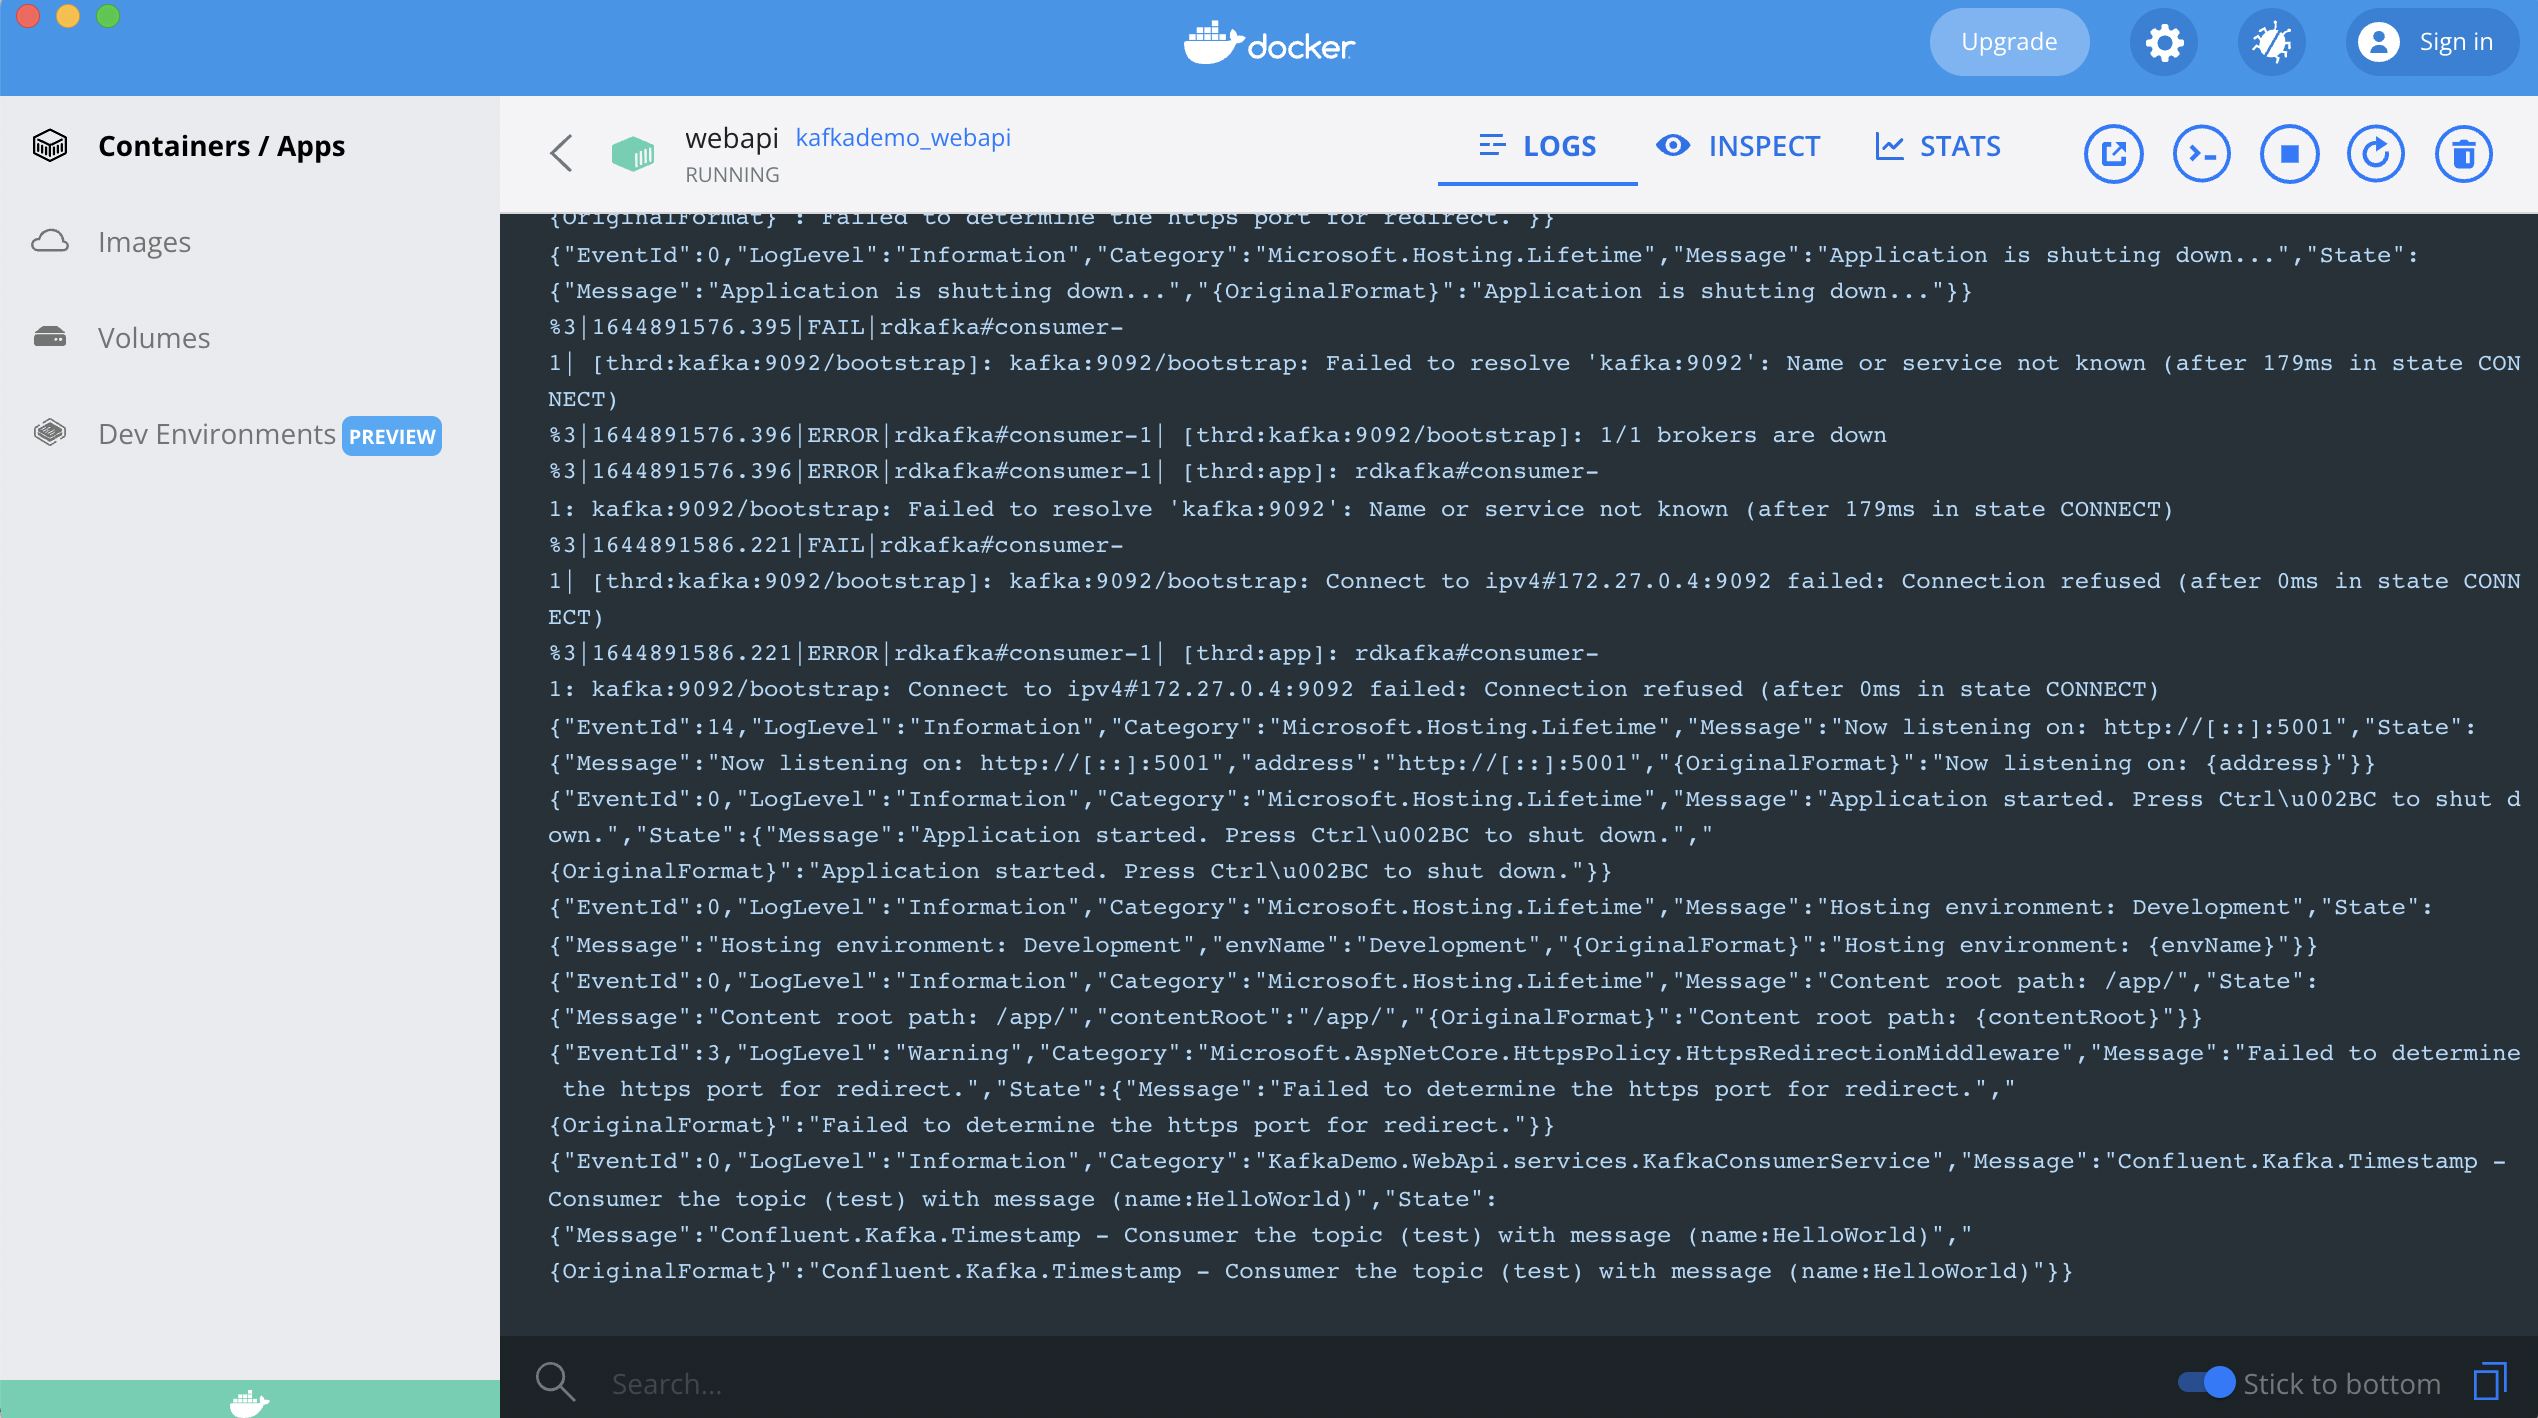 docker
Upgrade
Sign in
Containers / Apps
Images
Volumes
Dev Environments PREVIEW
webapi kafkademo_webapi
RUNNING
LOGS
INSPECT
STATS
{OriginalFormat}":"Failed to determine the https port for redirect."}}
{"EventId":0,"LogLevel":"Information","Category":"Microsoft.Hosting.Lifetime","Message":"Application is shutting down...","State":
{"Message":"Application is shutting down...","{OriginalFormat}":"Application is shutting down..."}}
%3|1644891576.395|FAIL|rdkafka#consumer-
1| [thrd:kafka:9092/bootstrap]: kafka:9092/bootstrap: Failed to resolve 'kafka:9092': Name or service not known (after 179ms in state CON
NECT)
%3|1644891576.396|ERROR|rdkafka#consumer-1| [thrd:kafka:9092/bootstrap]: 1/1 brokers are down
%3|1644891576.396|ERROR|rdkafka#consumer-1| [thrd:app]: rdkafka#consumer-
1: kafka:9092/bootstrap: Failed to resolve 'kafka:9092': Name or service not known (after 179ms in state CONNECT)
%3|1644891586.221|FAIL|rdkafka#consumer-
1| [thrd:kafka:9092/bootstrap]: kafka:9092/bootstrap: Connect to ipv4#172.27.0.4:9092 failed: Connection refused (after 0ms in state CONN
ECT)
%3|1644891586.221|ERROR|rdkafka#consumer-1| [thrd:app]: rdkafka#consumer-
1: kafka:9092/bootstrap: Connect to ipv4#172.27.0.4:9092 failed: Connection refused (after 0ms in state CONNECT)
{"EventId":14,"LogLevel":"Information","Category":"Microsoft.Hosting.Lifetime","Message":"Now listening on: http://[::]:5001","State":
{"Message":"Now listening on: http://[::]:5001","address":"http://[::]:5001","{OriginalFormat}":"Now listening on: {address}"}}
{"EventId":0,"LogLevel":"Information","Category":"Microsoft.Hosting.Lifetime","Message":"Application started. Press Ctrl\u002BC to shut d
own.","State":{"Message":"Application started. Press Ctrl\u002BC to shut down.","
{OriginalFormat}":"Application started. Press Ctrl\u002BC to shut down."}}
{"EventId":0,"LogLevel":"Information","Category":"Microsoft.Hosting.Lifetime","Message":"Hosting environment: Development","State":
{"Message":"Hosting environment: Development","envName":"Development","{OriginalFormat}":"Hosting environment: {envName}"}}
{"EventId":0,"LogLevel":"Information","Category":"Microsoft.Hosting.Lifetime","Message":"Content root path: /app/","State":
{"Message":"Content root path: /app/","contentRoot":"/app/","{OriginalFormat}":"Content root path: {contentRoot}"}}
{"EventId":3,"LogLevel":"Warning","Category":"Microsoft.AspNetCore.HttpsPolicy.HttpsRedirectionMiddleware","Message":"Failed to determine
the https port for redirect.","State":{"Message":"Failed to determine the https port for redirect.","
{OriginalFormat}":"Failed to determine the https port for redirect."}}
{"EventId":0,"LogLevel":"Information","Category":"KafkaDemo.WebApi.services.KafkaConsumerService","Message":"Confluent.Kafka.Timestamp -
Consumer the topic (test) with message (name:HelloWorld)","State":
{"Message":"Confluent.Kafka.Timestamp - Consumer the topic (test) with message (name:HelloWorld)","
{OriginalFormat}":"Confluent.Kafka.Timestamp - Consumer the topic (test) with message (name:HelloWorld)"}}
Search...
Stick to bottom